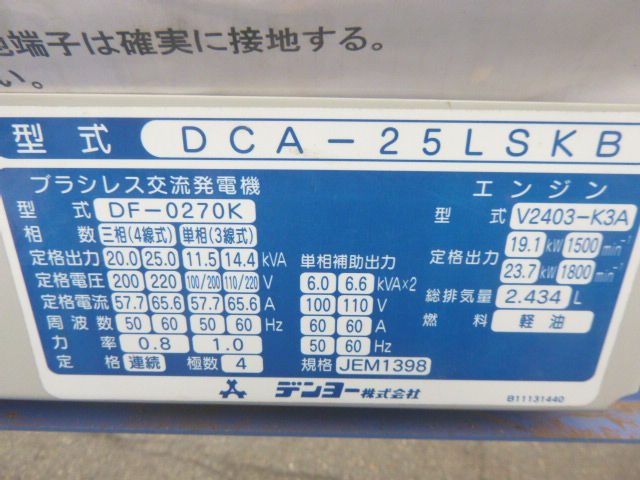 端子は確実に接地する。
い。
型式 DCA-25LSKB
ブラシレス交流発電機
型式 DF-0270K
相数 三相(4線式) 単相(3線式)
定格出力 20.0 25.0 11.5 14.4 kVA
定格電圧 200 220 100/200 110/220 V
定格電流 57.7 65.6 57.7 65.6 A
周波数 50 60 50 60 Hz
力率 0.8 1.0
定格 連続 極数 4
単相補助出力
6.0 6.6 kVA×2
100 110 V
60 60 A
50 60 Hz
規格 JEM1398
エンジン
型式 V2403-K3A
定格出力 19.1 kW 1500 min⁻¹
23.7 kW 1800 min⁻¹
総排気量 2.434 L
燃料 軽油
デンヨー株式会社
B11131440